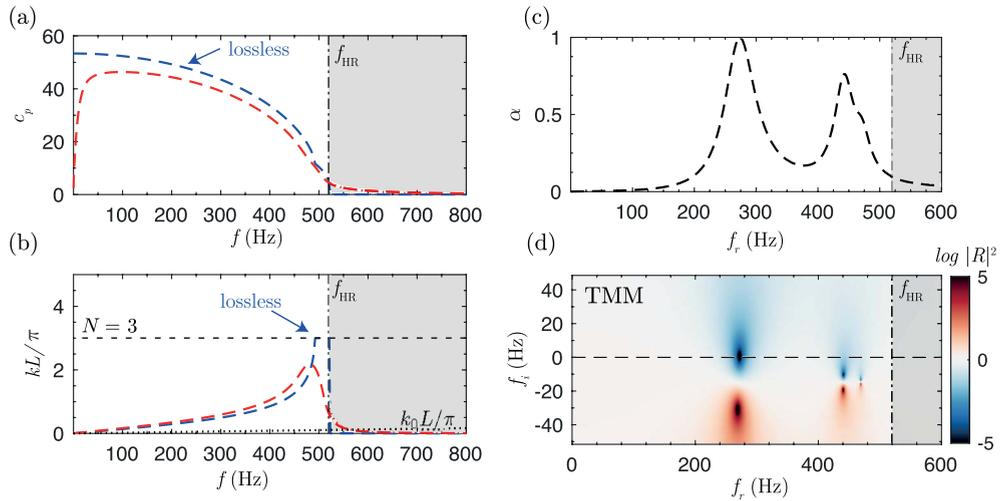 (a)
60
40
20
0
c_p
lossless
f_HR
100 200 300 400 500 600 700 800
f (Hz)
(b)
4
2
0
kL/π
lossless
f_HR
N = 3
k₀L/π
100 200 300 400 500 600 700 800
f (Hz)
(c)
1
0.5
0
α
f_HR
100 200 300 400 500 600
f_r (Hz)
(d)
log |R|²
40
20
0
-20
-40
f_i (Hz)
TMM
f_HR
5
0
-5
0 200 400 600
f_r (Hz)